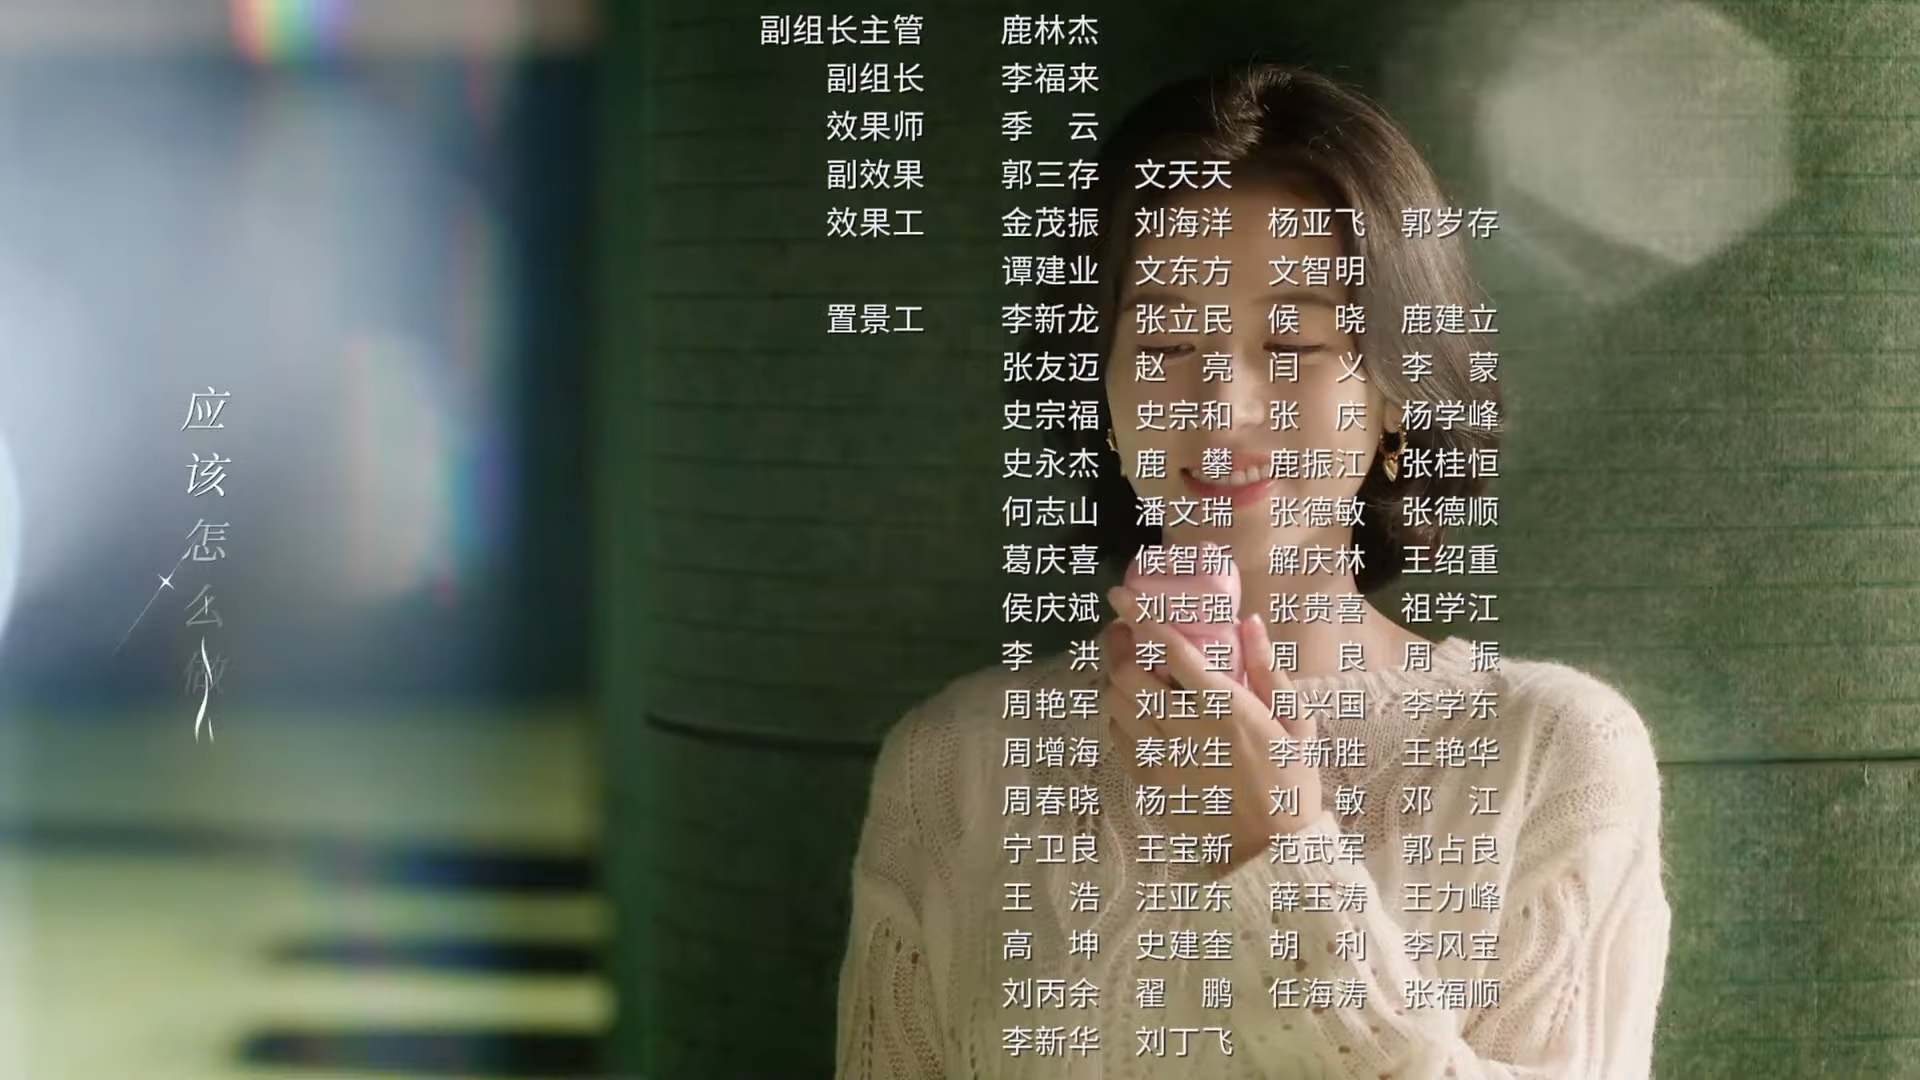 副组长主管 鹿林杰
副组长 李福来
效果师 季 云
副效果 郭三存 文天天
效果工 金茂振 刘海洋 杨亚飞 郭岁存
谭建业 文东方 文智明
置景工 李新龙 张立民 候 晓 鹿建立
张友迈 赵 亮 闫 义 李 蒙
史宗福 史宗和 张 庆 杨学峰
史永杰 鹿 攀 鹿振江 张桂恒
何志山 潘文瑞 张德敏 张德顺
葛庆喜 候智新 解庆林 王绍重
侯庆斌 刘志强 张贵喜 祖学江
李 洪 李 宝 周 良 周 振
周艳军 刘玉军 周兴国 李学东
周增海 秦秋生 李新胜 王艳华
周春晓 杨士奎 刘 敏 邓 江
宁卫良 王宝新 范武军 郭占良
王 浩 汪亚东 薛玉涛 王力峰
高 坤 史建奎 胡 利 李风宝
刘丙余 翟 鹏 任海涛 张福顺
李新华 刘丁飞
应该怎么做